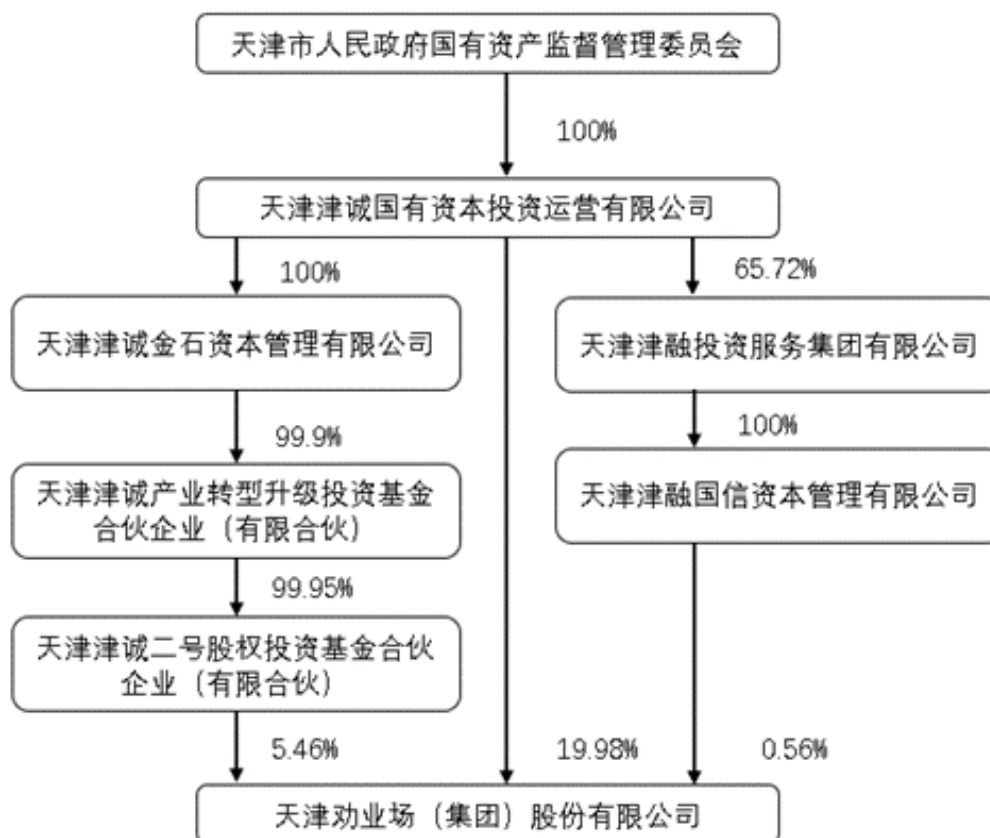 天津市人民政府国有资产监督管理委员会
100%
天津津诚国有资本投资运营有限公司
100%
65.72%
天津津诚金石资本管理有限公司
天津津融投资服务集团有限公司
99.9%
100%
天津津诚产业转型升级投资基金
合伙企业（有限合伙）
天津津融国信资本管理有限公司
99.95%
天津津诚二号股权投资基金合伙
企业（有限合伙）
5.46%
19.98%
0.56%
天津劝业场（集团）股份有限公司